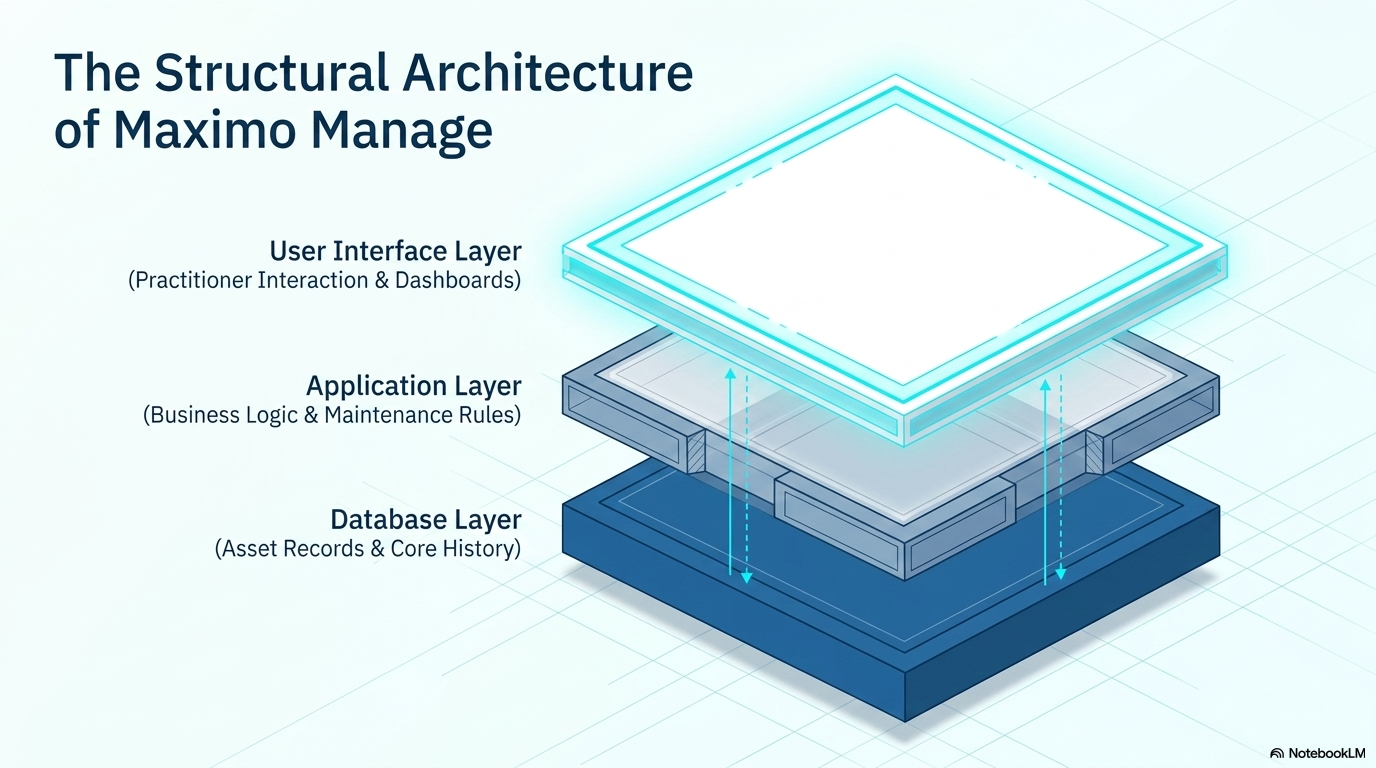 The Structural Architecture
of Maximo Manage
User Interface Layer
(Practitioner Interaction & Dashboards)
Application Layer
(Business Logic & Maintenance Rules)
Database Layer
(Asset Records & Core History)
NotebookLM